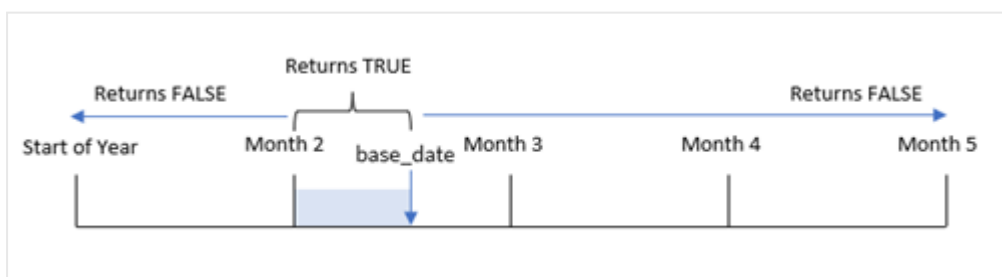 Returns TRUE
Returns FALSE
Returns FALSE
Start of Year
Month 2
base_date
Month 3
Month 4
Month 5